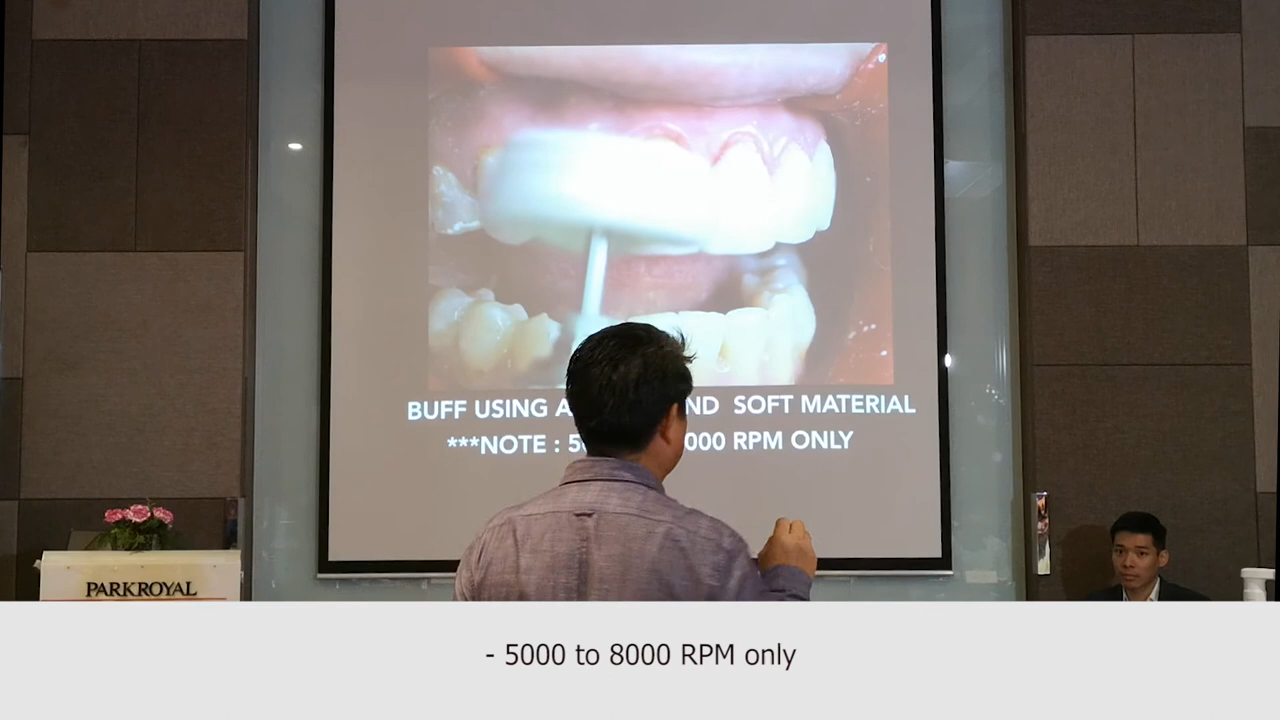 BUFF USING A ND SOFT MATERIAL
***NOTE : 5 000 RPM ONLY
PARKROYAL
- 5000 to 8000 RPM only